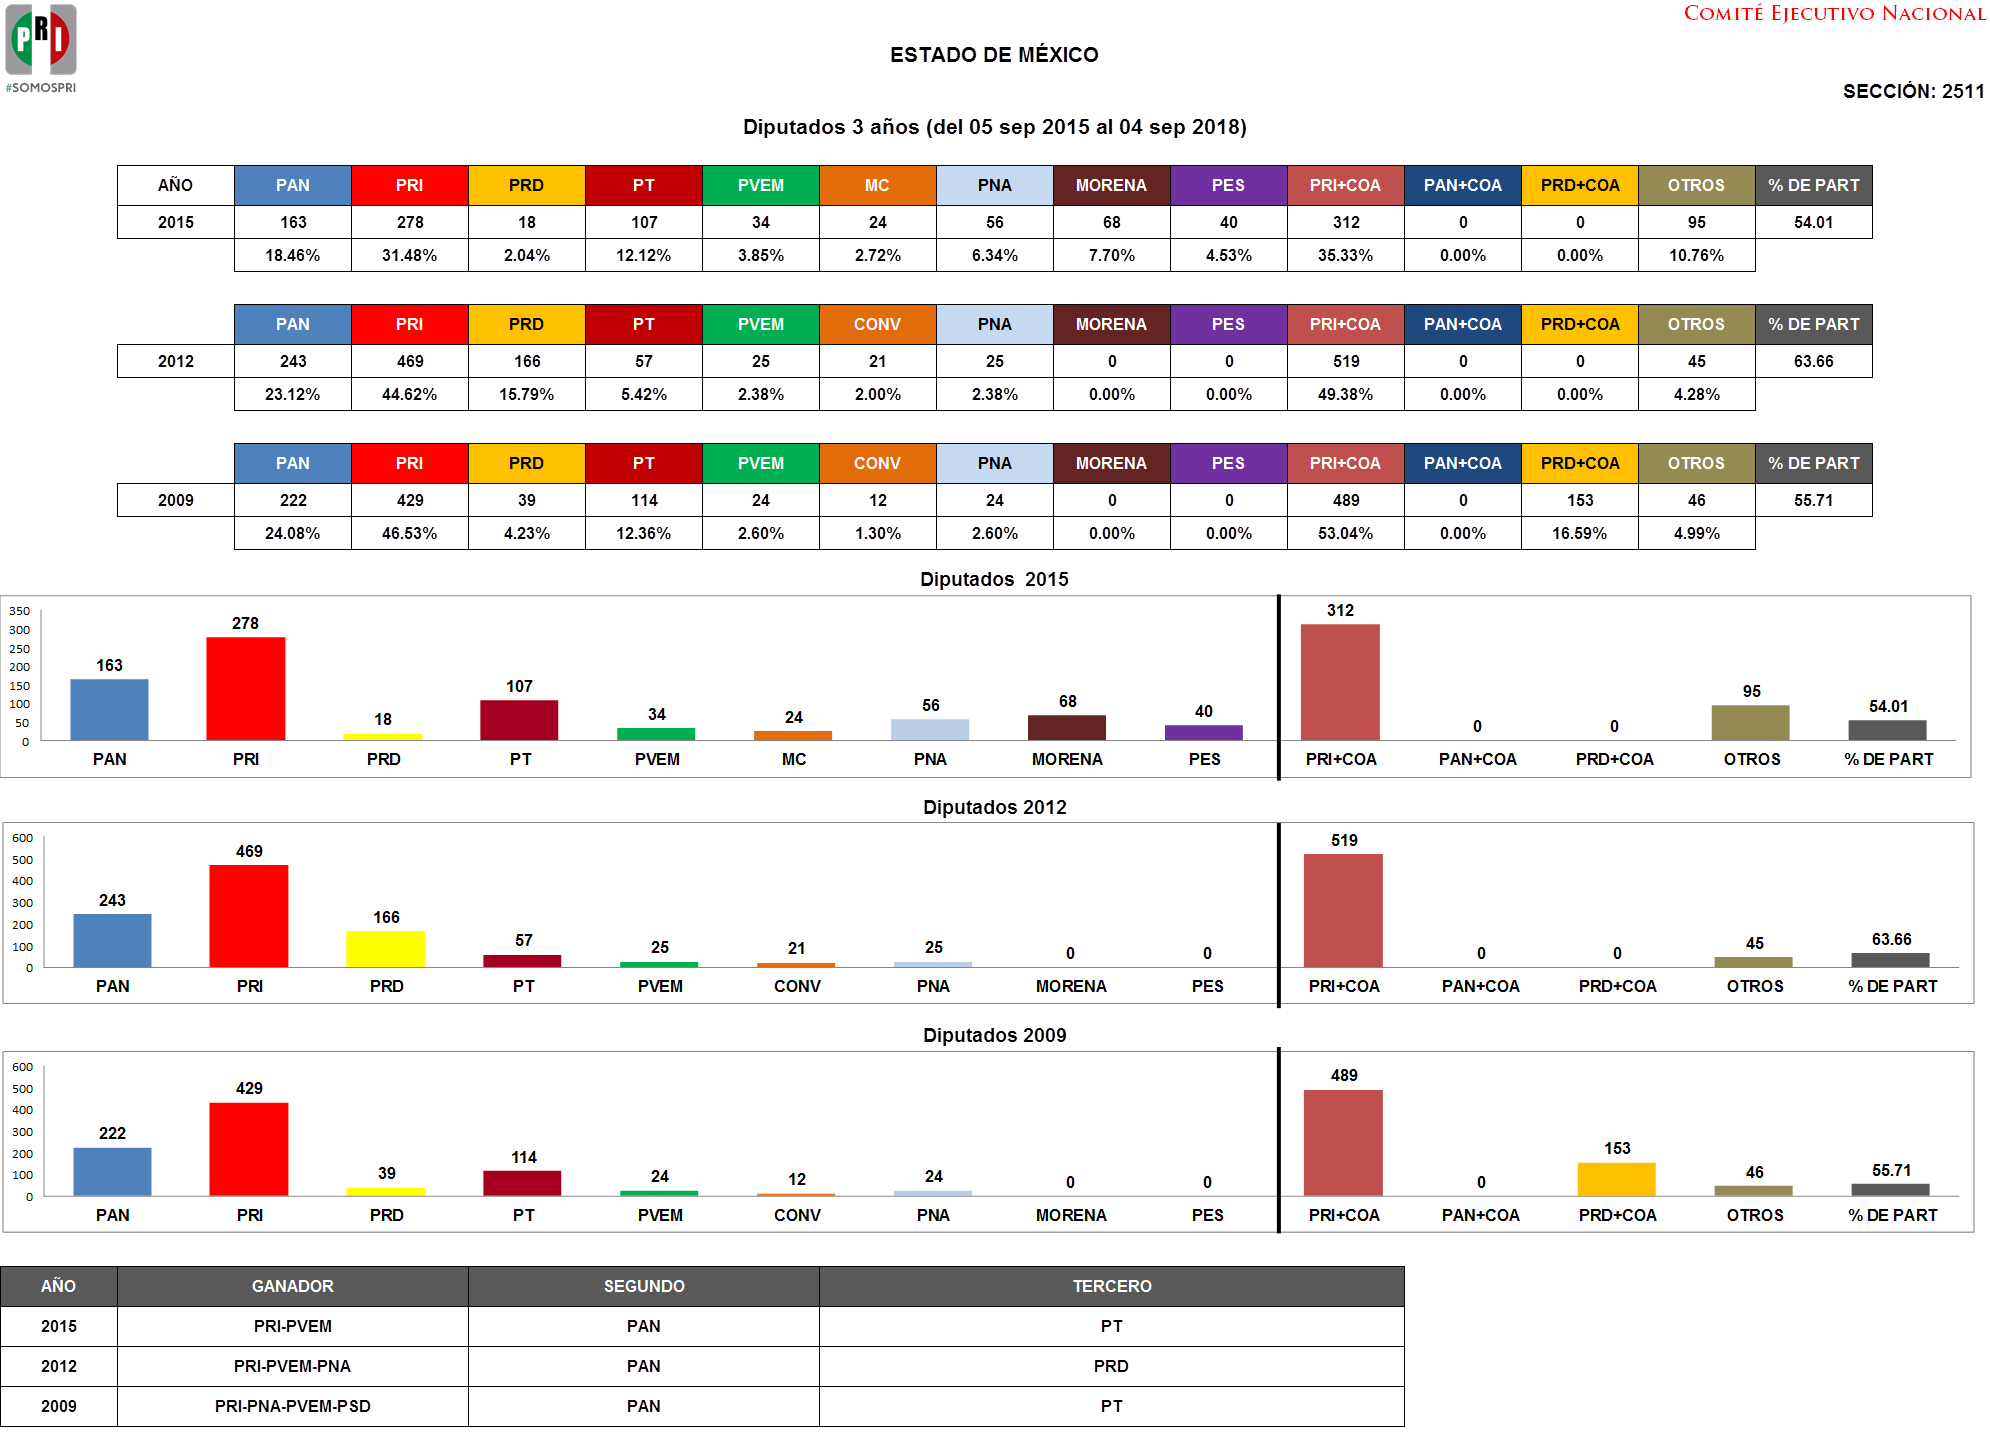 PRI
#SOMOSPRI
COMITÉ EJECUTIVO NACIONAL
ESTADO DE MÉXICO
SECCIÓN: 2511
Diputados 3 años (del 05 sep 2015 al 04 sep 2018)
AÑO PAN PRI PRD PT PVEM MC PNA MORENA PES PRI+COA PAN+COA PRD+COA OTROS % DE PART
2015 163 278 18 107 34 24 56 68 40 312 0 0 95 54.01
18.46% 31.48% 2.04% 12.12% 3.85% 2.72% 6.34% 7.70% 4.53% 35.33% 0.00% 0.00% 10.76%
PAN PRI PRD PT PVEM CONV PNA MORENA PES PRI+COA PAN+COA PRD+COA OTROS % DE PART
2012 243 469 166 57 25 21 25 0 0 519 0 0 45 63.66
23.12% 44.62% 15.79% 5.42% 2.38% 2.00% 2.38% 0.00% 0.00% 49.38% 0.00% 0.00% 4.28%
PAN PRI PRD PT PVEM CONV PNA MORENA PES PRI+COA PAN+COA PRD+COA OTROS % DE PART
2009 222 429 39 114 24 12 24 0 0 489 0 153 46 55.71
24.08% 46.53% 4.23% 12.36% 2.60% 1.30% 2.60% 0.00% 0.00% 53.04% 0.00% 16.59% 4.99%
Diputados 2015
350
300
250
200
150
100
50
0
163 278 18 107 34 24 56 68 40 312 0 0 95 54.01
PAN PRI PRD PT PVEM MC PNA MORENA PES PRI+COA PAN+COA PRD+COA OTROS % DE PART
Diputados 2012
600
500
400
300
200
100
0
243 469 166 57 25 21 25 0 0 519 0 0 45 63.66
PAN PRI PRD PT PVEM CONV PNA MORENA PES PRI+COA PAN+COA PRD+COA OTROS % DE PART
Diputados 2009
600
500
400
300
200
100
0
222 429 39 114 24 12 24 0 0 489 0 153 46 55.71
PAN PRI PRD PT PVEM CONV PNA MORENA PES PRI+COA PAN+COA PRD+COA OTROS % DE PART
AÑO GANADOR SEGUNDO TERCERO
2015 PRI-PVEM PAN PT
2012 PRI-PVEM-PNA PAN PRD
2009 PRI-PNA-PVEM-PSD PAN PT